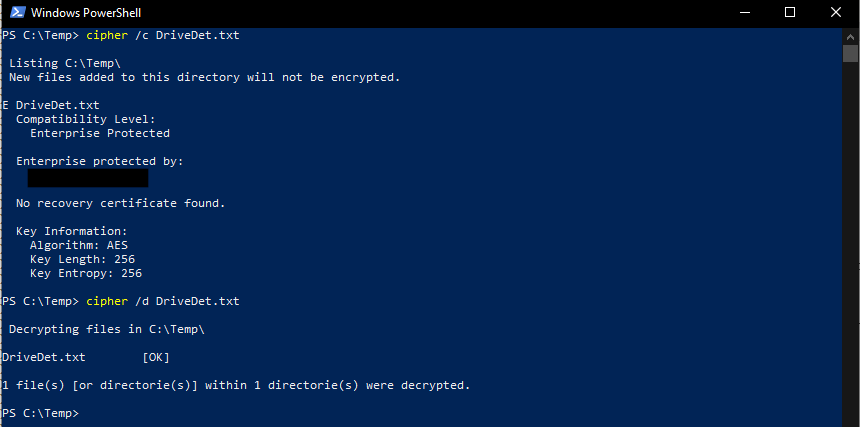 Windows PowerShell
PS C:\Temp> cipher /c DriveDet.txt
Listing C:\Temp\
New files added to this directory will not be encrypted.
E DriveDet.txt
Compatibility Level:
Enterprise Protected
Enterprise protected by:
No recovery certificate found.
Key Information:
Algorithm: AES
Key Length: 256
Key Entropy: 256
PS C:\Temp> cipher /d DriveDet.txt
Decrypting files in C:\Temp\
DriveDet.txt [OK]
1 file(s) [or directorie(s)] within 1 directorie(s) were decrypted.
PS C:\Temp>